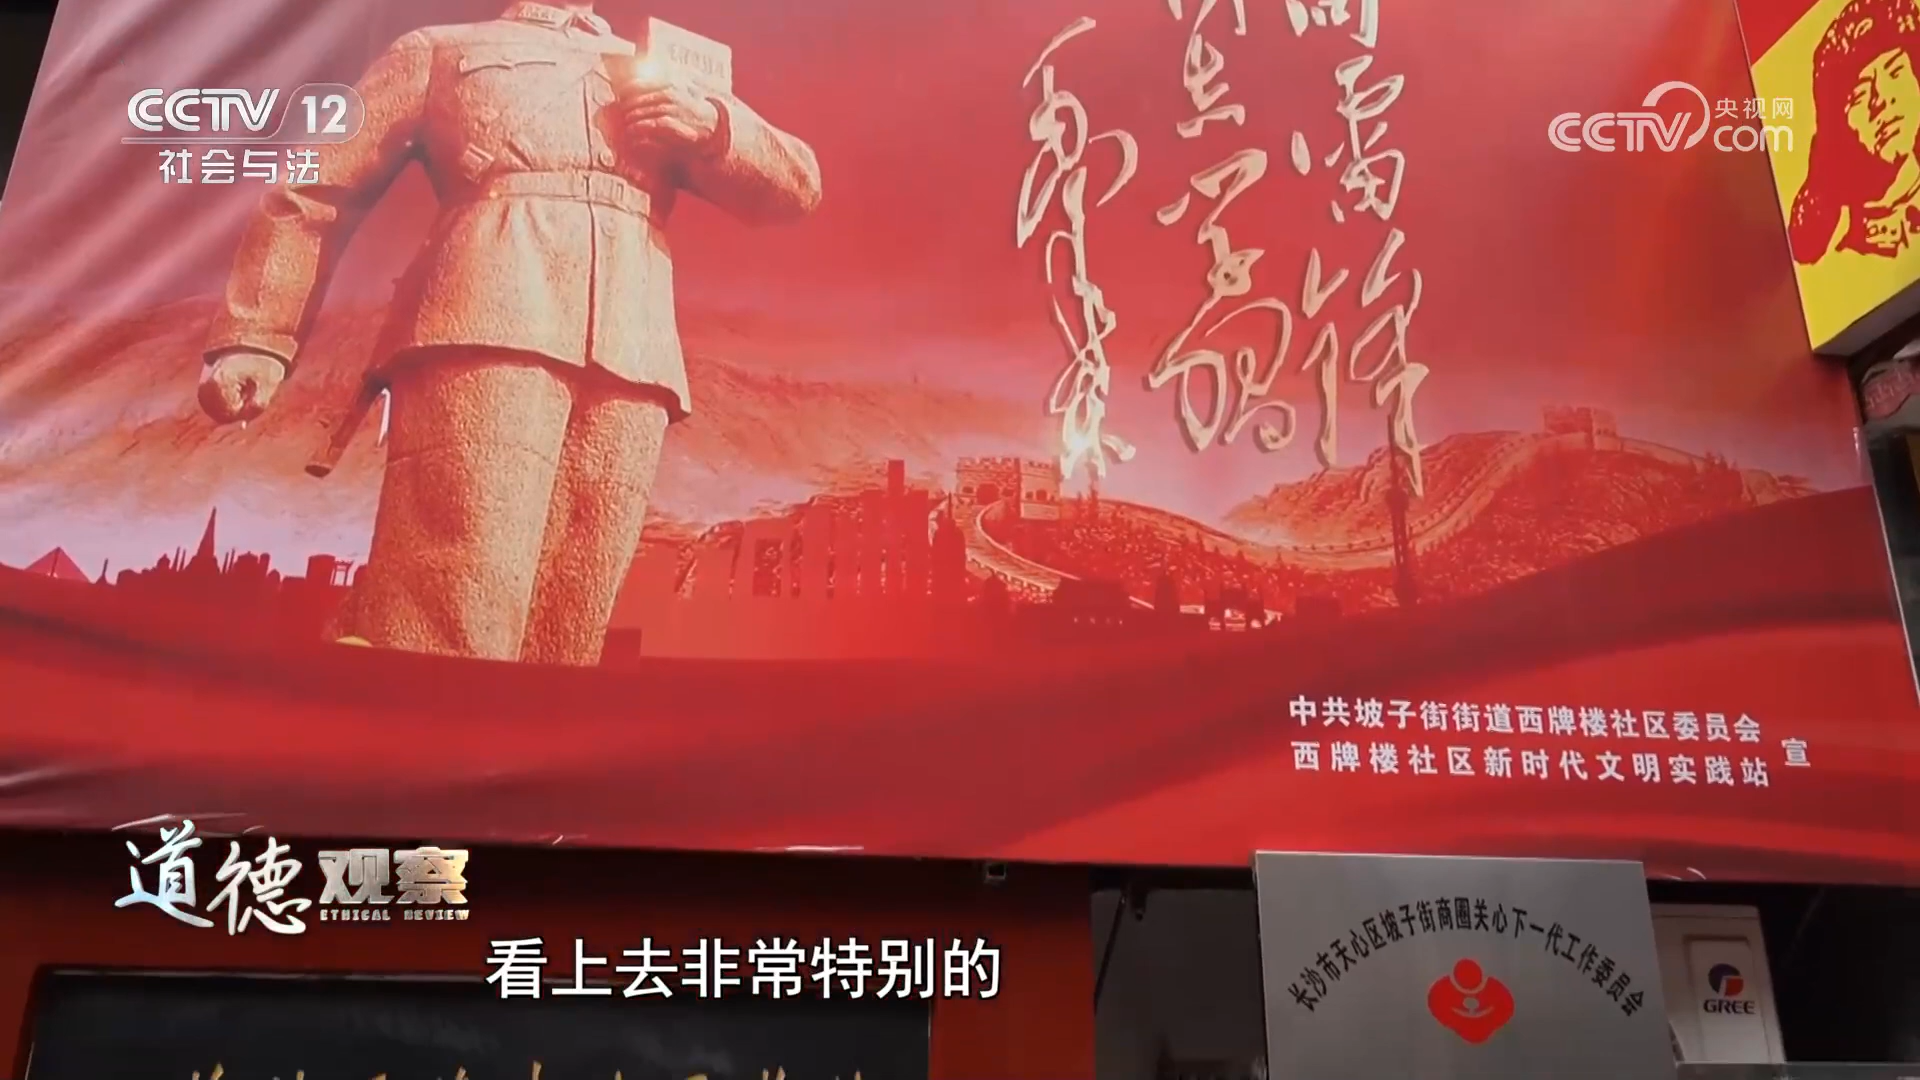 CCTV 12
社会与法
央视网
CCTV.com
毛泽东
同志学习
雷锋
中共坡子街街道西牌楼社区委员会
西牌楼社区新时代文明实践站 宣
道德观察
ETHICAL REVIEW
看上去非常特别的
长沙市天心区坡子街商圈关心下一代工作委员会
GREE